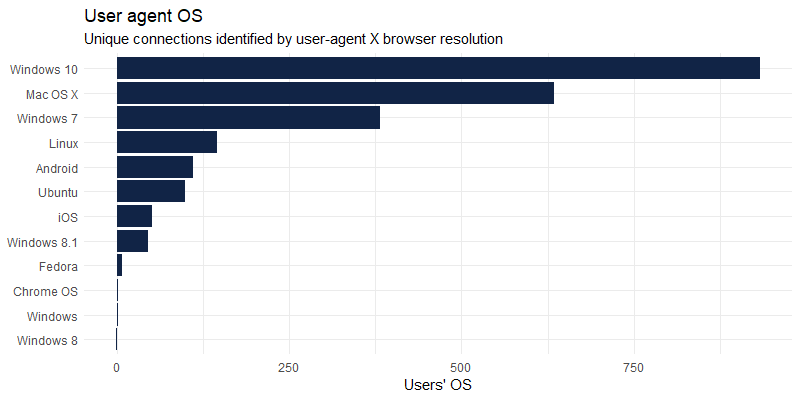 User agent OS
Unique connections identified by user-agent X browser resolution
Windows 10
Mac OS X
Windows 7
Linux
Android
Ubuntu
iOS
Windows 8.1
Fedora
Chrome OS
Windows
Windows 8
0 250 500 750
Users' OS